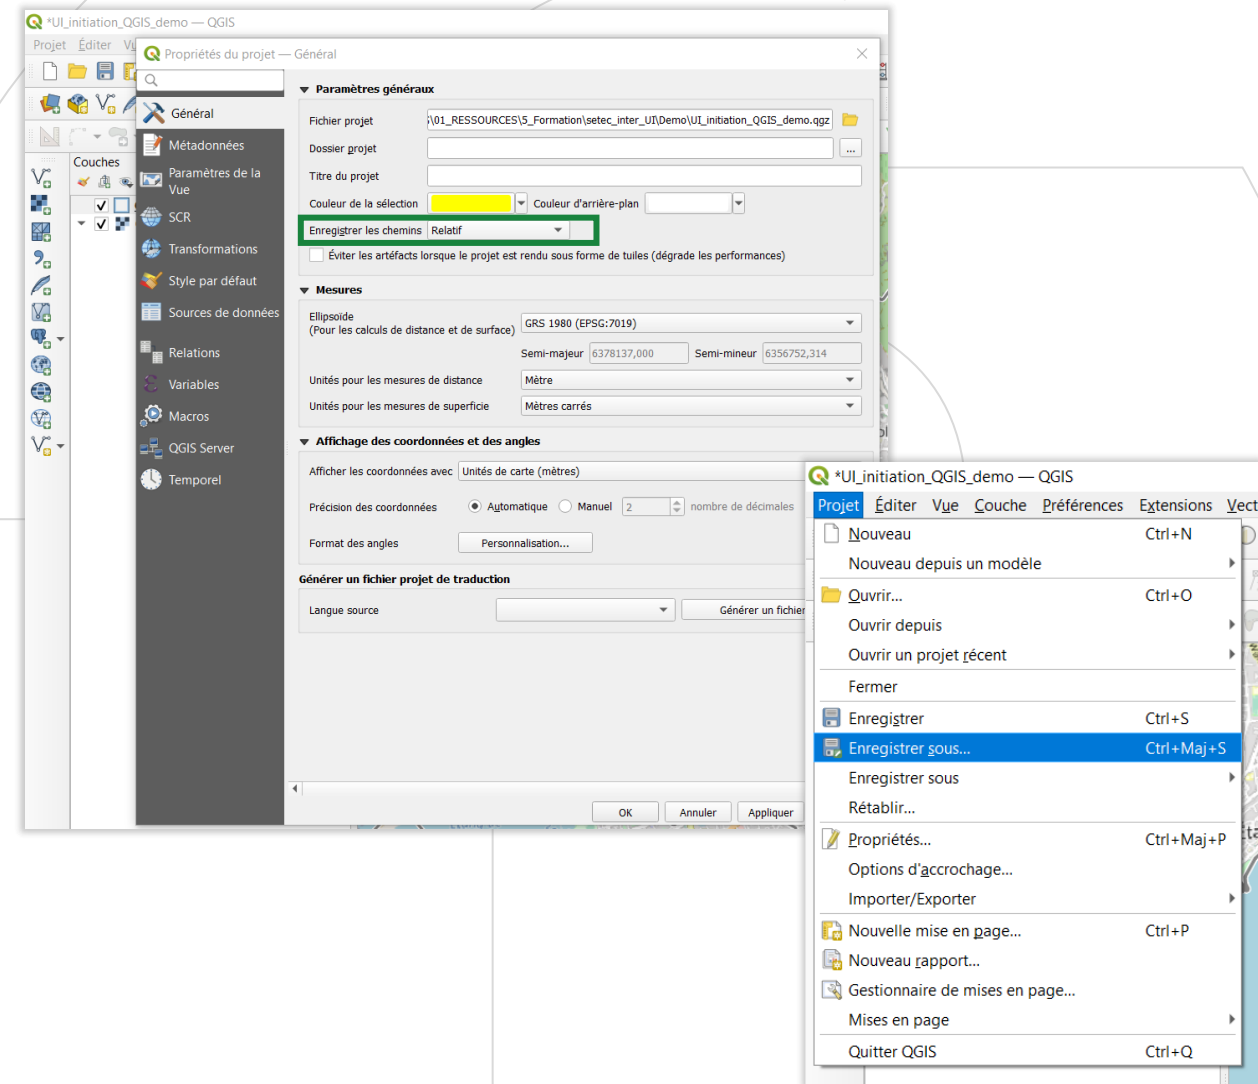 *UI_initiation_QGIS_demo — QGIS
Projet Éditer
Propriétés du projet — Général
Général
Métadonnées
Paramètres de la
Vue
SCR
Transformations
Style par défaut
Sources de données
Relations
Variables
Macros
QGIS Server
Temporel
Couches
Paramètres généraux
Fichier projet \01_RESSOURCES\5_Formation\setec_inter_UI\Demo\UI_initiation_QGIS_demo.qgz
Dossier projet ...
Titre du projet
Couleur de la sélection Couleur d'arrière-plan
Enregistrer les chemins Relatif
Éviter les artéfacts lorsque le projet est rendu sous forme de tuiles (dégrade les performances)
Mesures
Ellipsoïde
(Pour les calculs de distance et de surface) GRS 1980 (EPSG:7019)
Semi-majeur 6378137,000 Semi-mineur 6356752,314
Unités pour les mesures de distance Mètre
Unités pour les mesures de superficie Mètres carrés
Affichage des coordonnées et des angles
Afficher les coordonnées avec Unités de carte (mètres)
Précision des coordonnées Automatique Manuel 2 nombre de décimales
Format des angles Personnalisation...
Générer un fichier projet de traduction
Langue source Générer un fichier
OK Annuler Appliquer
*UI_initiation_QGIS_demo — QGIS
Projet Éditer Vue Couche Préférences Extensions Vect
Nouveau Ctrl+N
Nouveau depuis un modèle
Ouvrir... Ctrl+O
Ouvrir depuis
Ouvrir un projet récent
Fermer
Enregistrer Ctrl+S
Enregistrer sous... Ctrl+Maj+S
Enregistrer sous
Rétablir...
Propriétés... Ctrl+Maj+P
Options d'accrochage...
Importer/Exporter
Nouvelle mise en page... Ctrl+P
Nouveau rapport...
Gestionnaire de mises en page...
Mises en page
Quitter QGIS Ctrl+Q